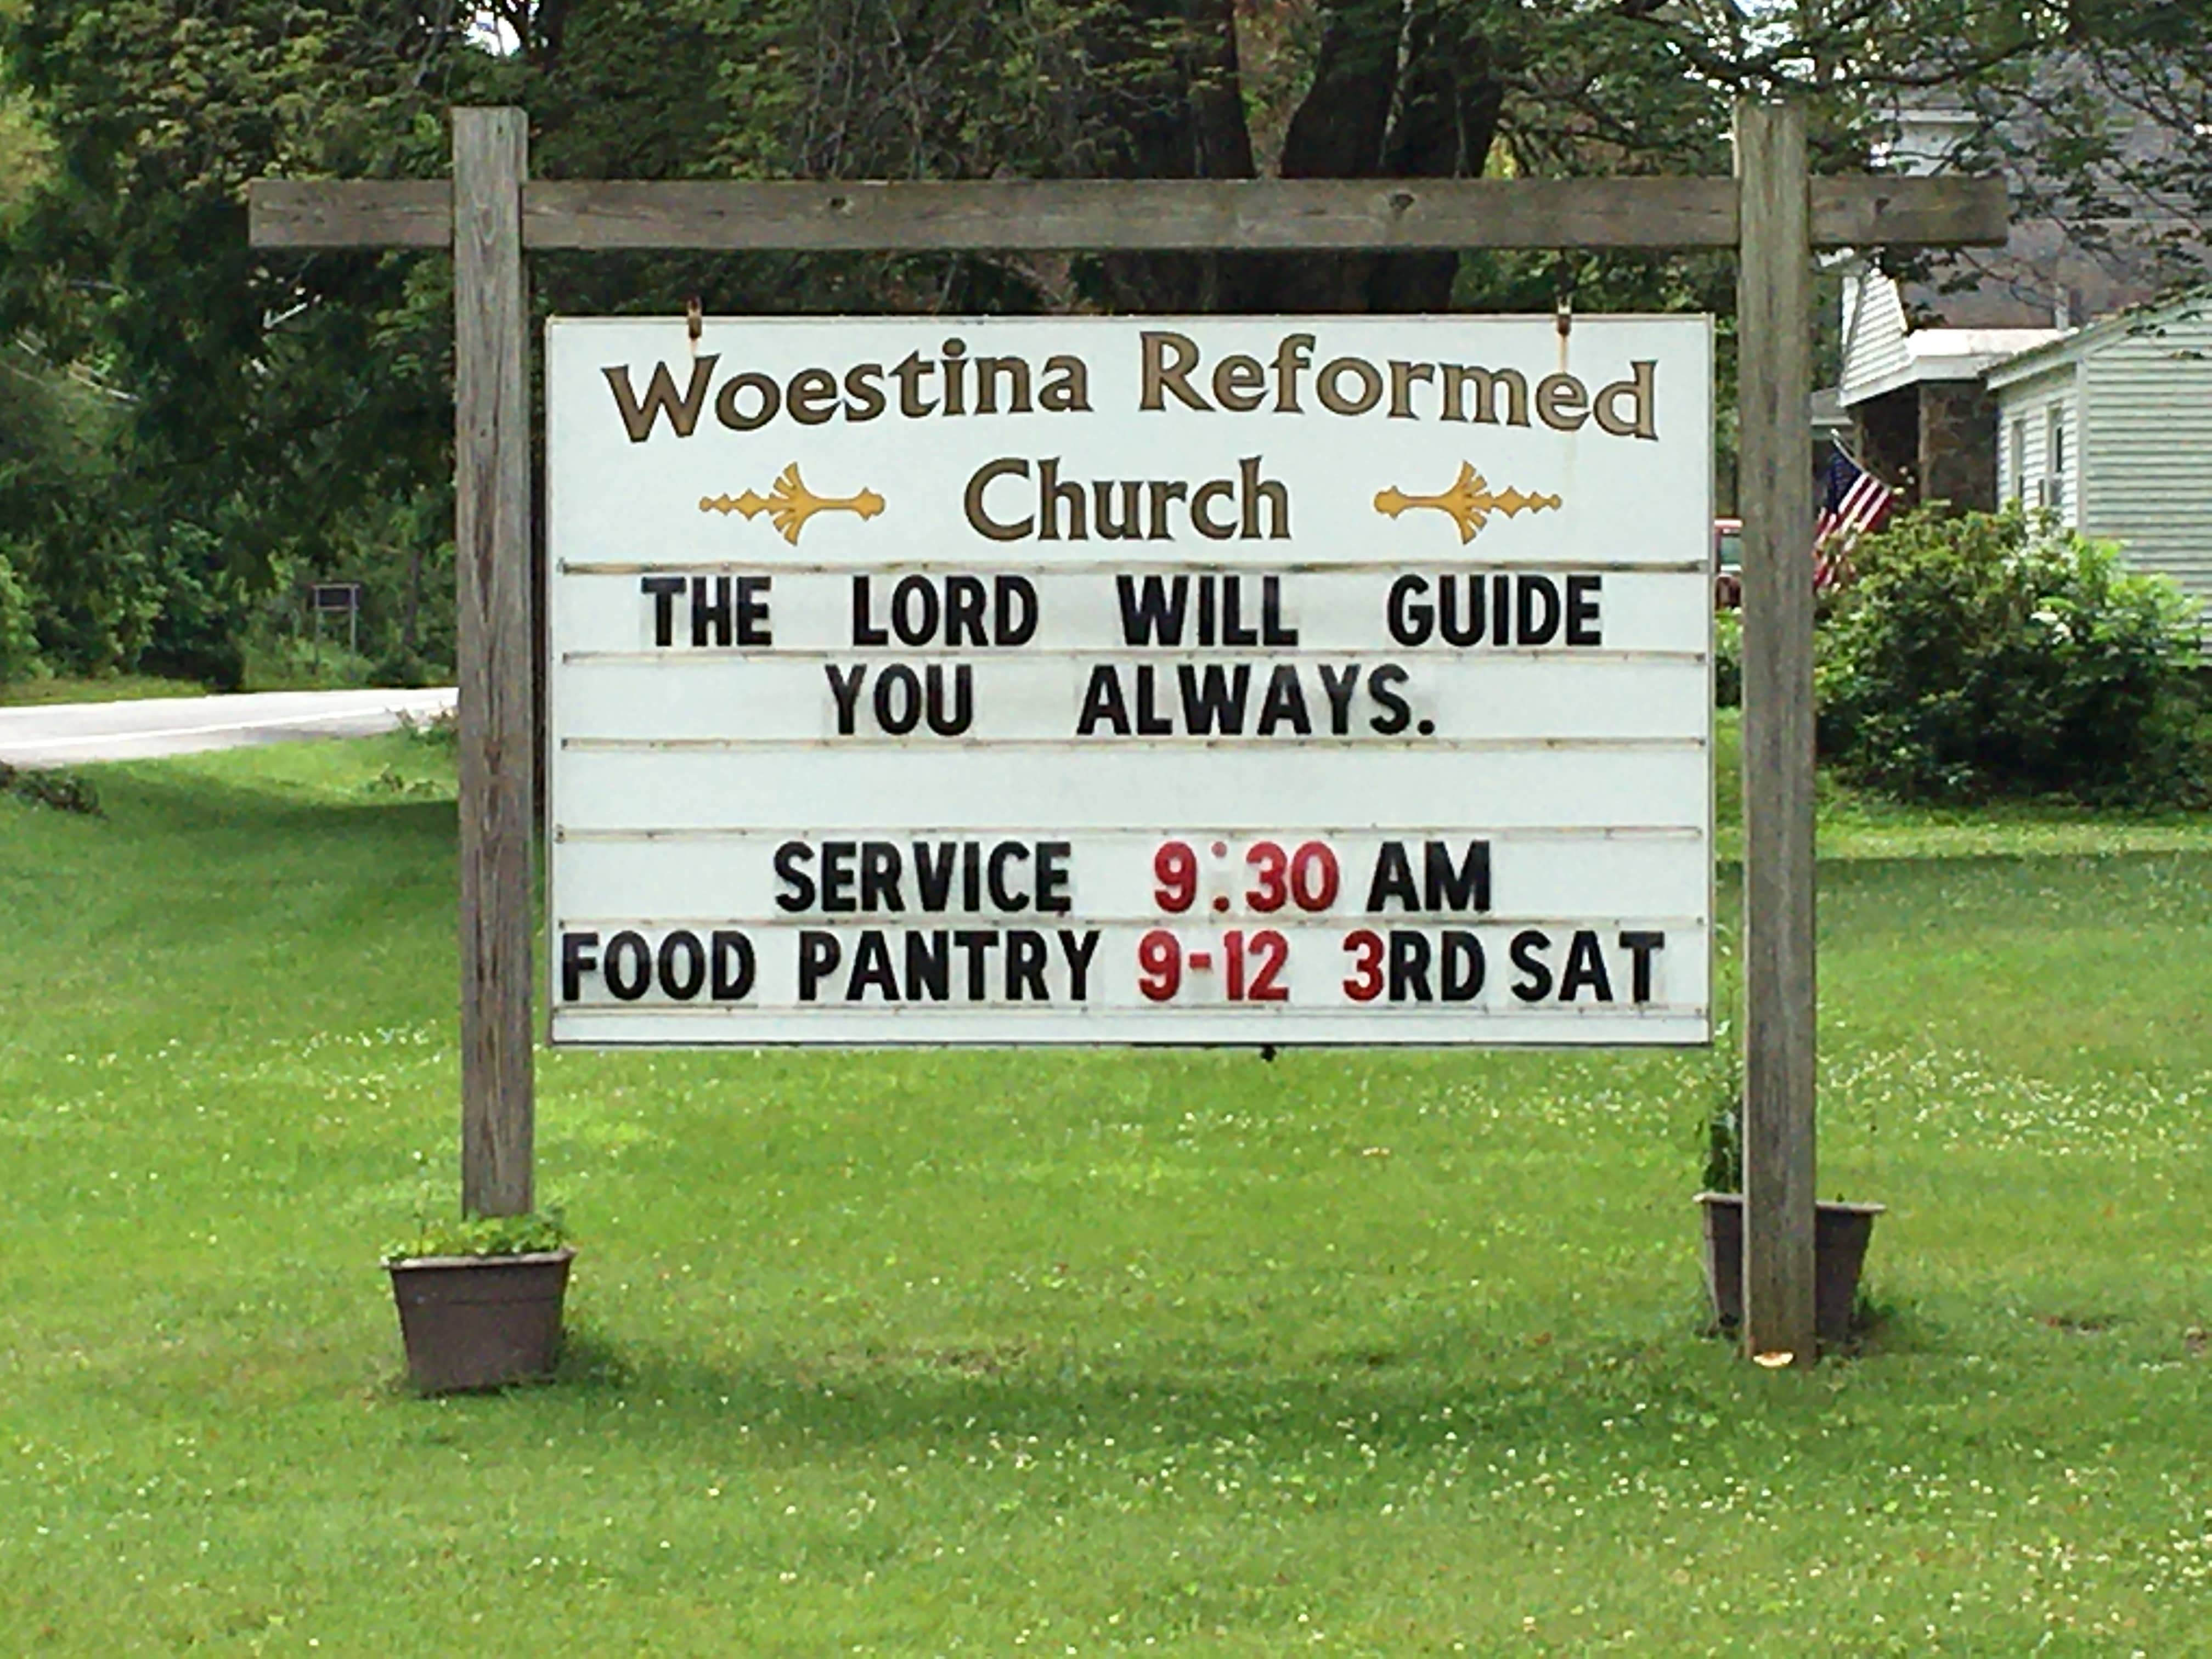 Woestina Reformed
Church
THE LORD WILL GUIDE
YOU ALWAYS.
SERVICE 9:30 AM
FOOD PANTRY 9-12 3RD SAT